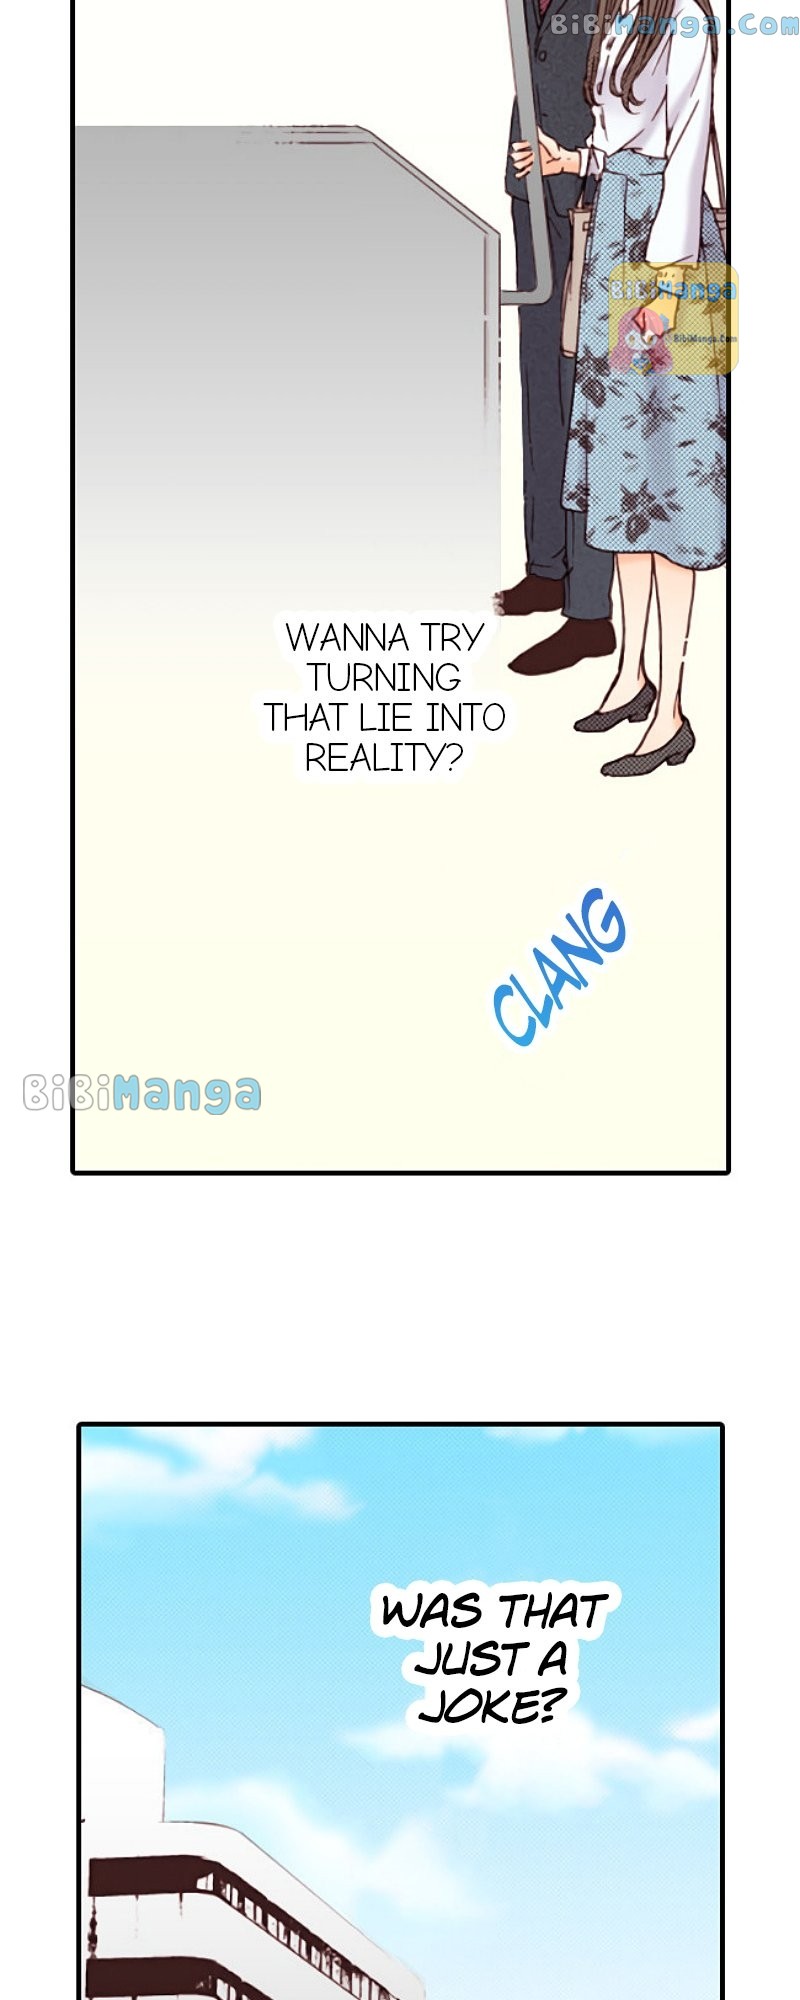 BiBiManga.Com
BiBiManga
BibiManga.Com
WANNA TRY
TURNING
THAT LIE INTO
REALITY?
CLANG
BiBiManga
WAS THAT
JUST A
JOKE?